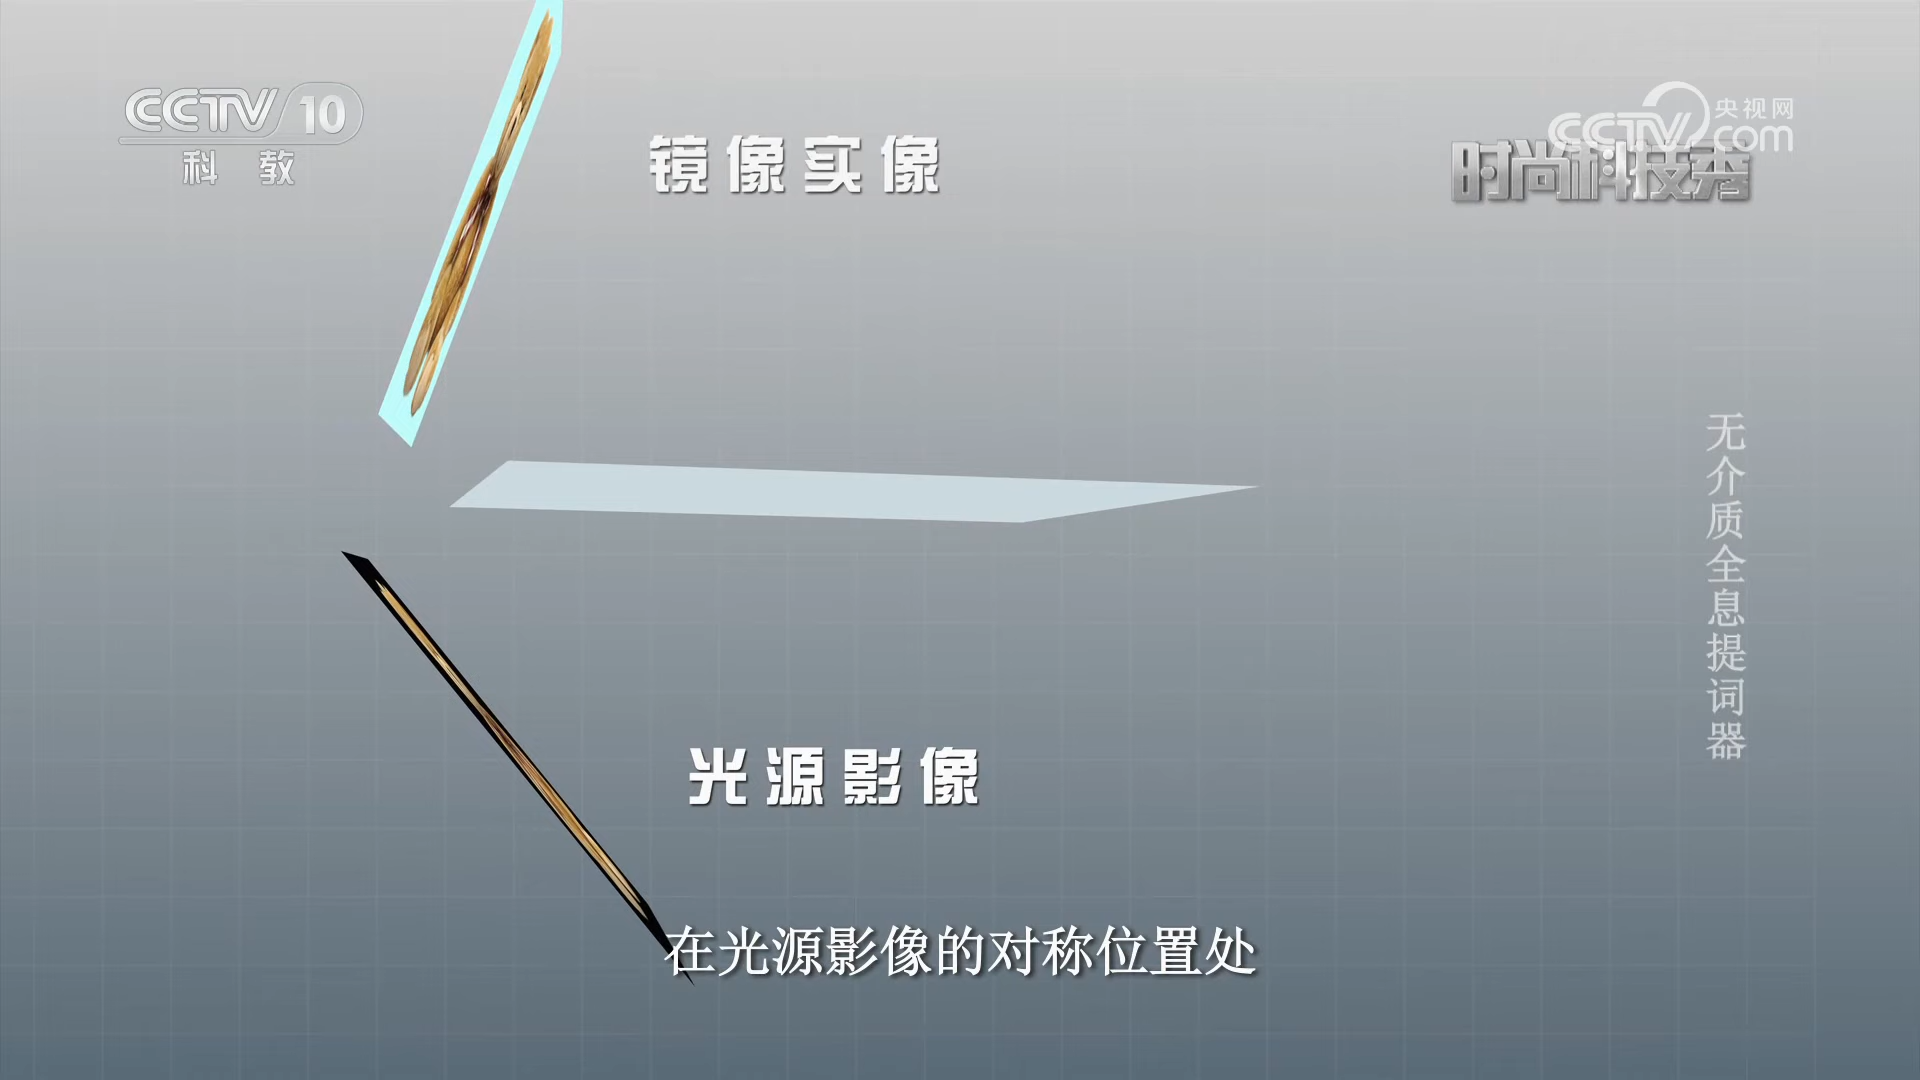 CCTV 10
科教
央视网
CCTV.com
时尚科技秀
镜像实像
无介质全息提词器
光源影像
在光源影像的对称位置处